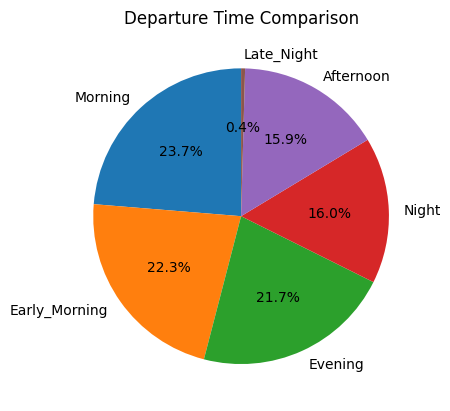 Departure Time Comparison
Late_Night
Afternoon
Morning
0.4%
15.9%
23.7%
Night
16.0%
22.3%
21.7%
Early_Morning
Evening